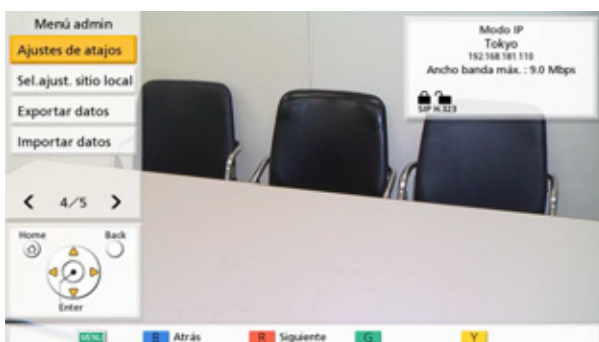 Menú admin
Ajustes de atajos
Sel.ajust. sitio local
Exportar datos
Importar datos
4/5
Home
Back
Enter
Modo IP
Tokyo
192.168.181.110
Ancho banda máx. : 9.0 Mbps
SIP H.323
MENU
B Atrás
R Siguiente
G
Y